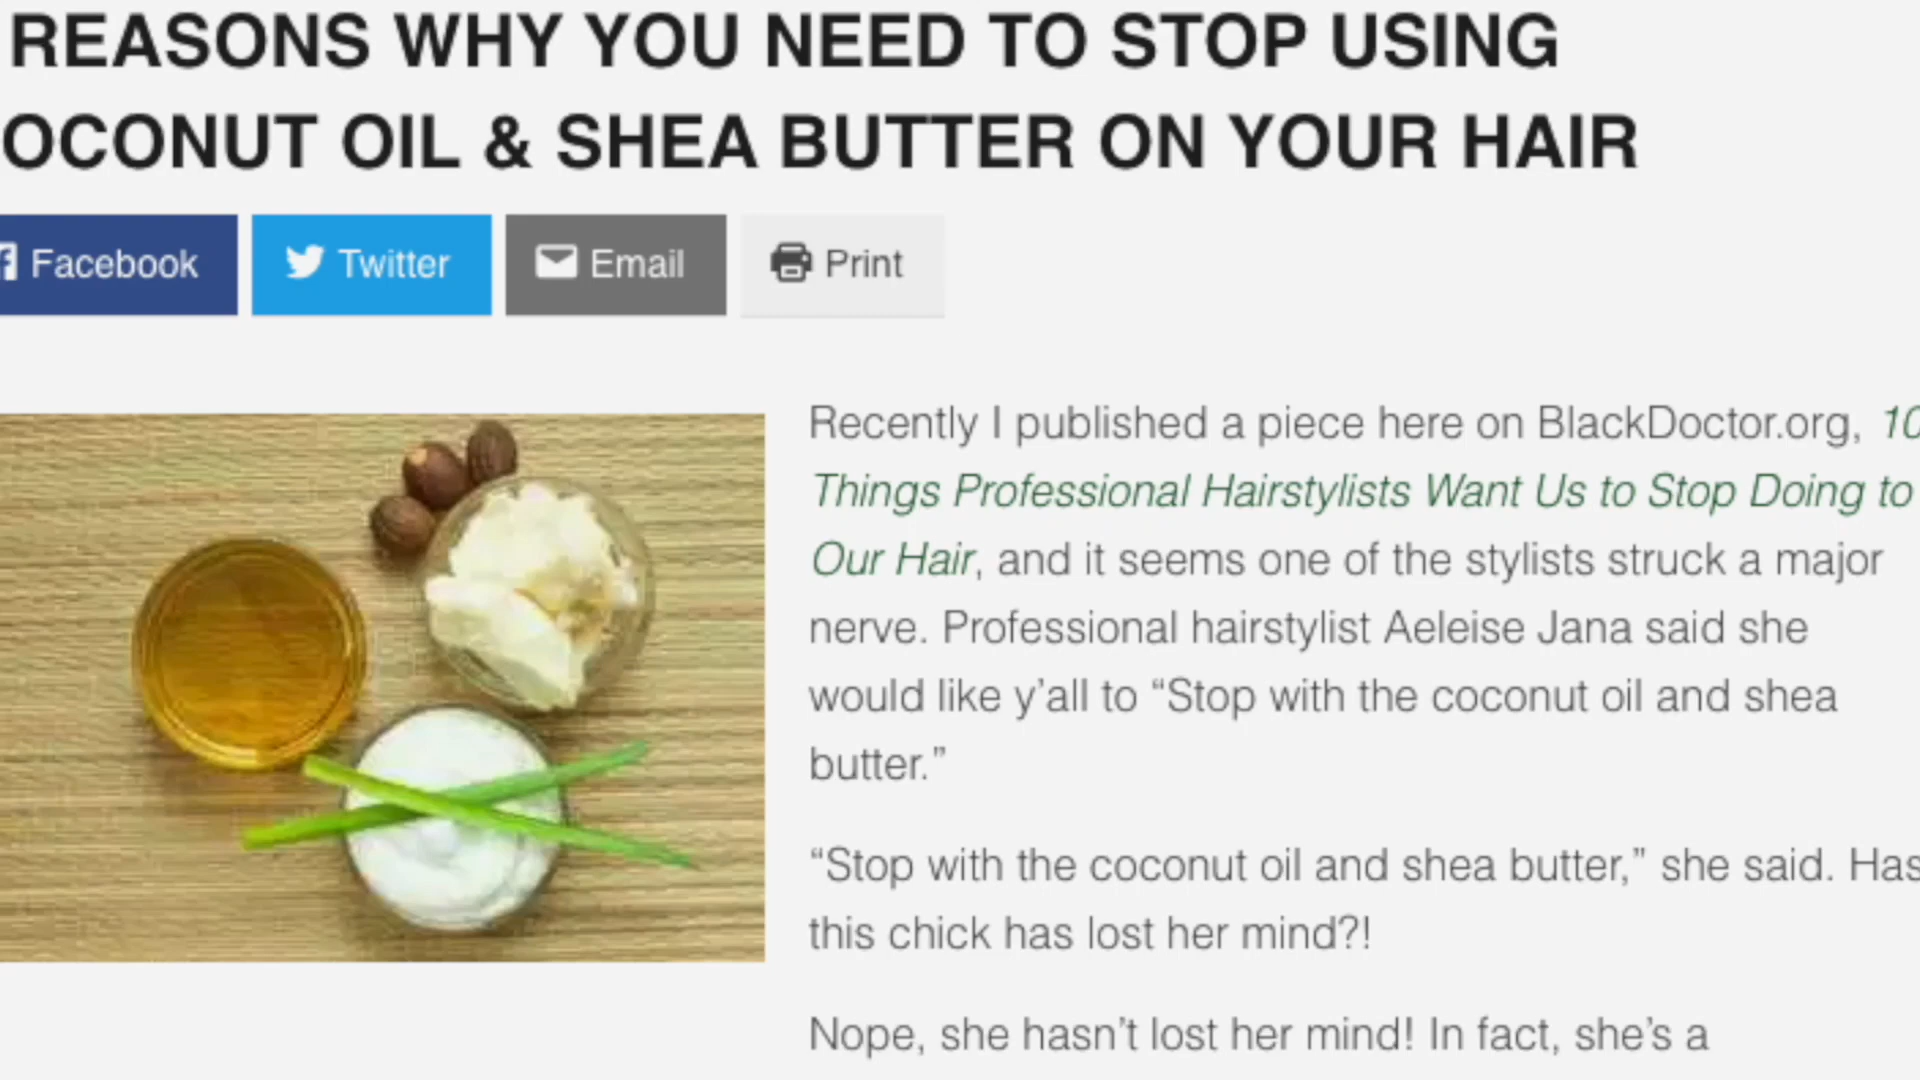 REASONS WHY YOU NEED TO STOP USING
OCONUT OIL & SHEA BUTTER ON YOUR HAIR
Facebook
Twitter
Email
Print
Recently I published a piece here on BlackDoctor.org, 10
Things Professional Hairstylists Want Us to Stop Doing to
Our Hair, and it seems one of the stylists struck a major
nerve. Professional hairstylist Aeleise Jana said she
would like y’all to “Stop with the coconut oil and shea
butter.”
“Stop with the coconut oil and shea butter,” she said. Has
this chick has lost her mind?!
Nope, she hasn’t lost her mind! In fact, she’s a